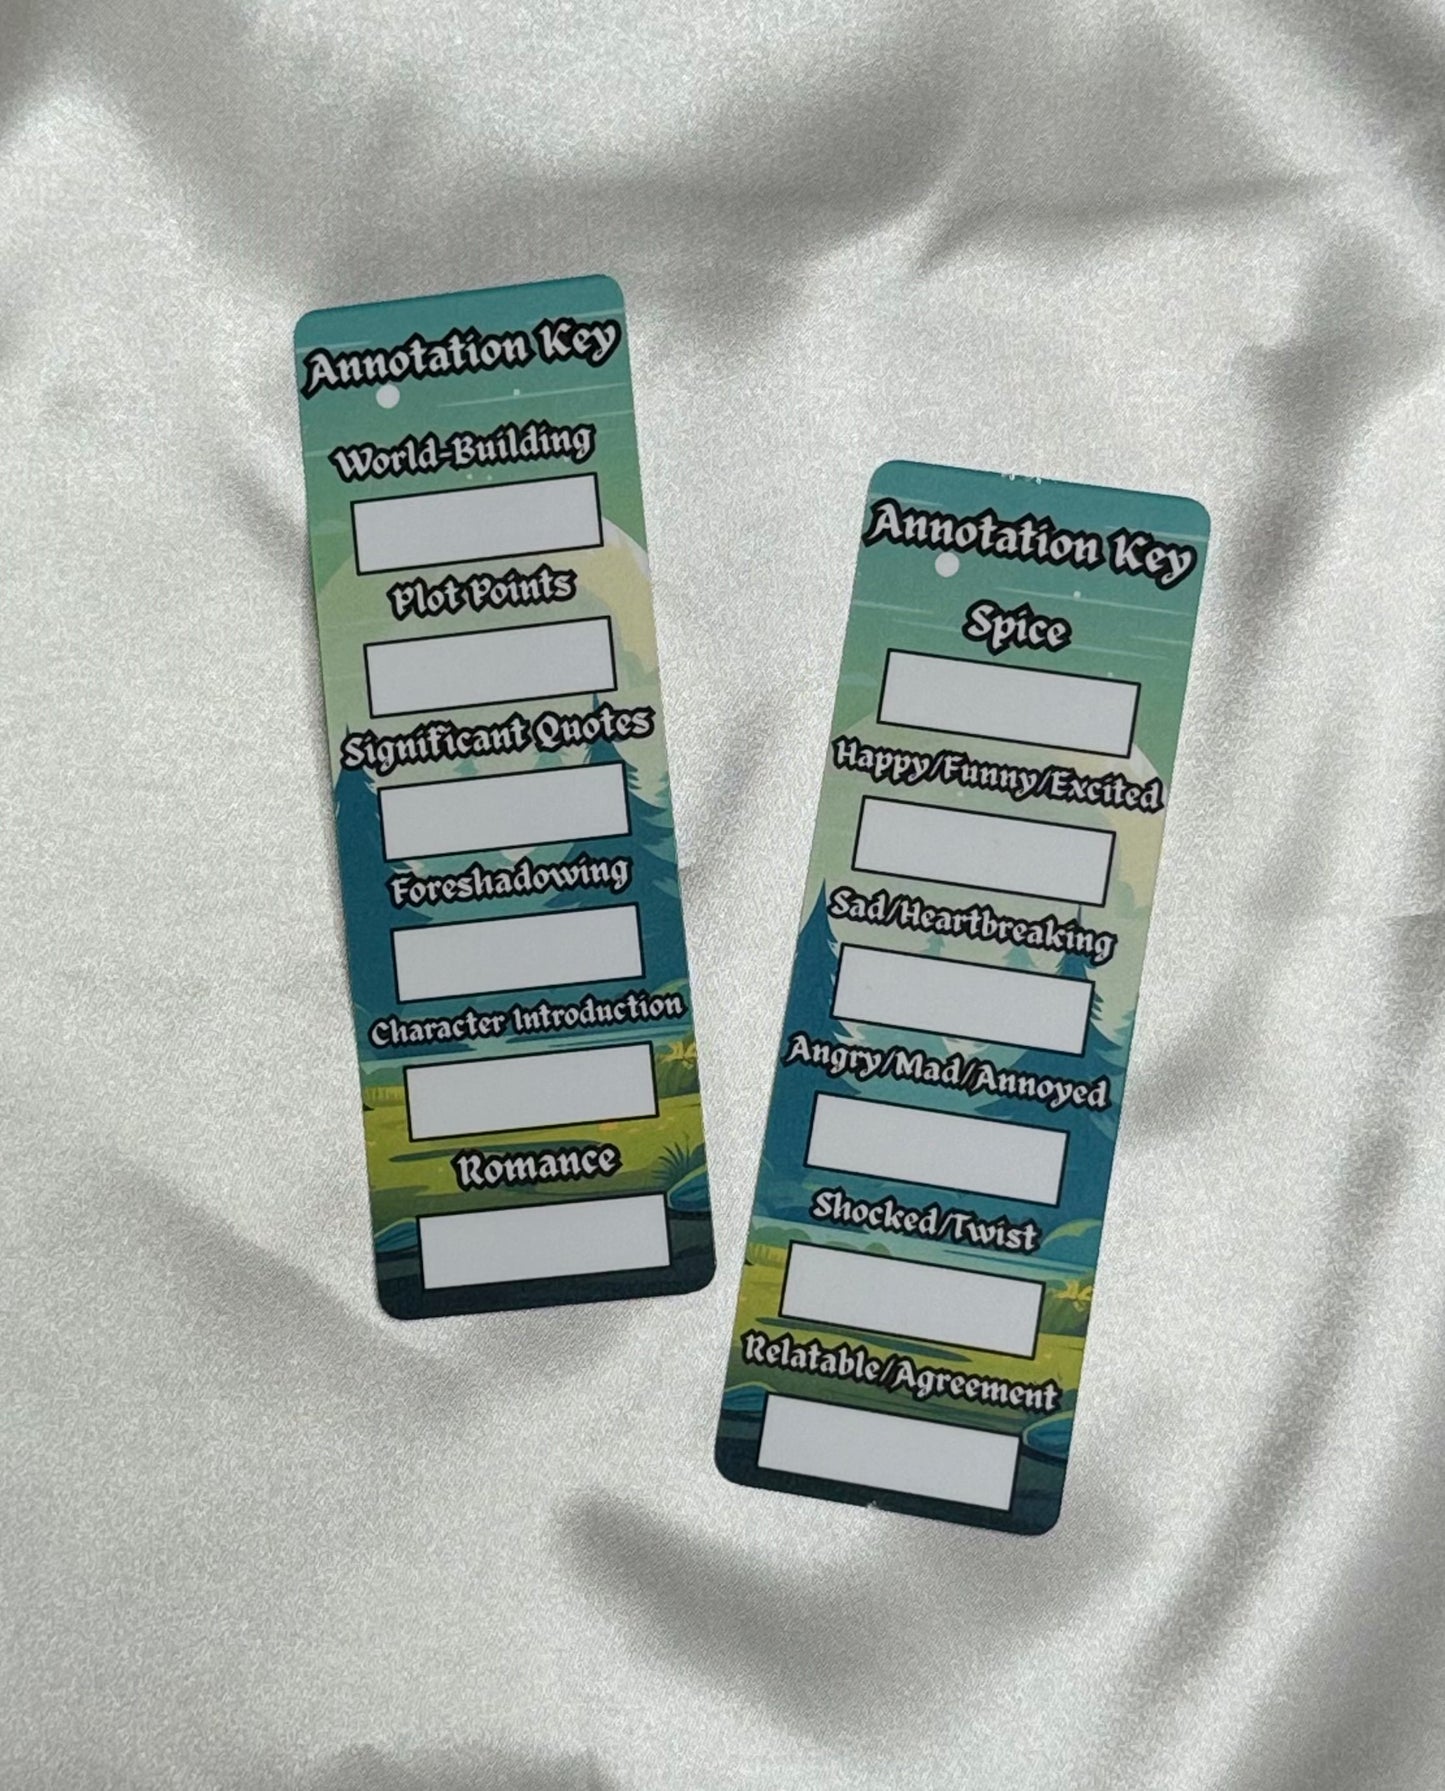 Annotation Key
World-Building
Plot Points
Significant Quotes
Foreshadowing
Character Introduction
Romance
Annotation Key
Spice
Happy/Funny/Excited
Sad/Heartbreaking
Angry/Mad/Annoyed
Shocked/Twist
Relatable/Agreement